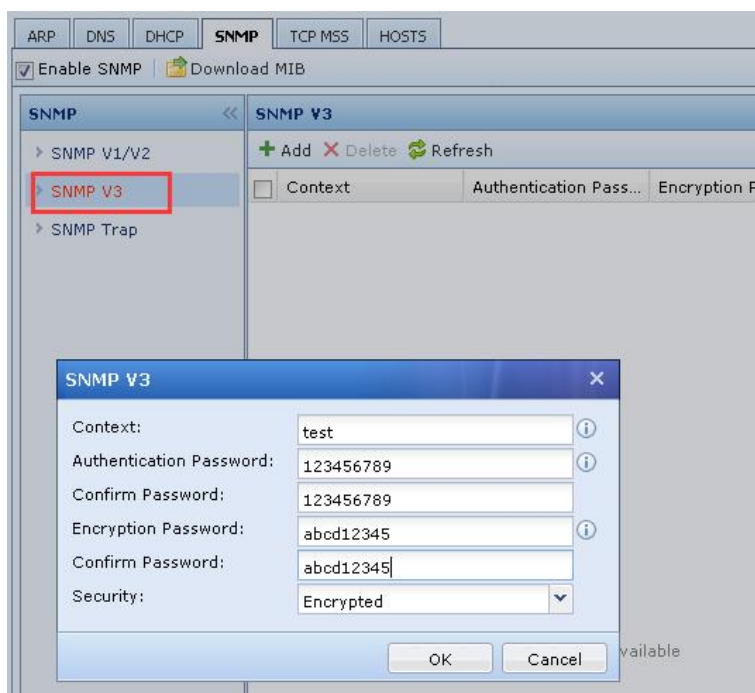 ARP DNS DHCP SNMP TCP MSS HOSTS
Enable SNMP Download MIB
SNMP
SNMP V1/V2
SNMP V3
SNMP Trap
SNMP V3
Add Delete Refresh
Context Authentication Pass... Encryption
SNMP V3
Context: test
Authentication Password: 123456789
Confirm Password: 123456789
Encryption Password: abcd12345
Confirm Password: abcd12345
Security: Encrypted
OK Cancel